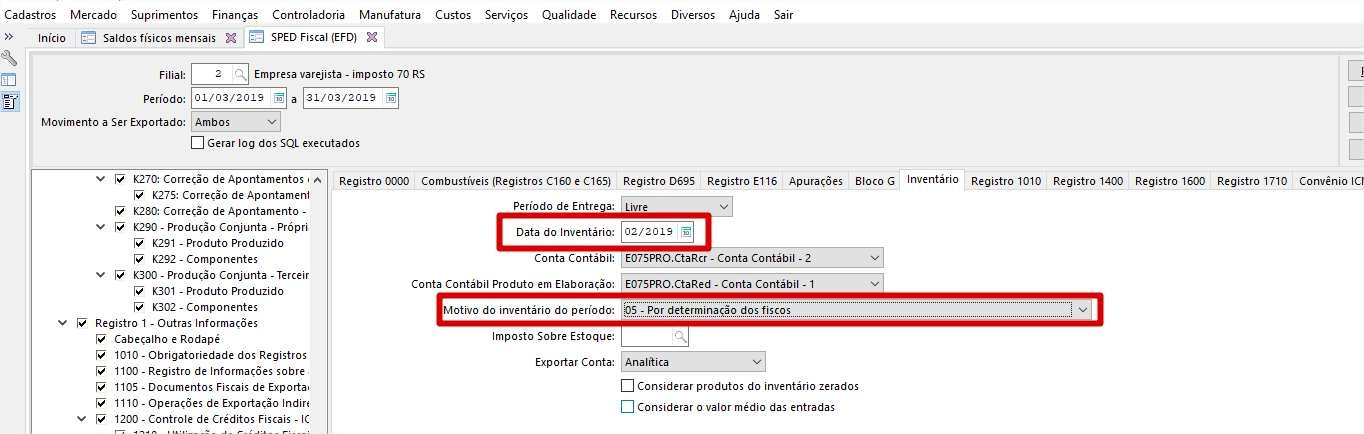 Cadastros Mercado Suprimentos Finanças Controladoria Manufatura Custos Serviços Qualidade Recursos Diversos Ajuda Sair
Início Saldos físicos mensais SPED Fiscal (EFD)
Filial: 2 Empresa varejista - imposto 70 RS
Período: 01/03/2019 a 31/03/2019
Movimento a Ser Exportado: Ambos
Gerar log dos SQL executados
K270: Correção de Apontamentos
K275: Correção de Apontament
K280: Correção de Apontamento -
K290 - Produção Conjunta - Própri
K291 - Produto Produzido
K292 - Componentes
K300 - Produção Conjunta - Terceir
K301 - Produto Produzido
K302 - Componentes
Registro 1 - Outras Informações
Cabeçalho e Rodapé
1010 - Obrigatoriedade dos Registros
1100 - Registro de Informações sobre
1105 - Documentos Fiscais de Exporta
1110 - Operações de Exportação Indire
1200 - Controle de Créditos Fiscais - IC
Registro 0000 Combustíveis (Registros C160 e C165) Registro D695 Registro E116 Apurações Bloco G Inventário Registro 1010 Registro 1400 Registro 1600 Registro 1710 Convênio ICM
Período de Entrega: Livre
Data do Inventário: 02/2019
Conta Contábil: E075PRO.CtaRcr - Conta Contábil - 2
Conta Contábil Produto em Elaboração: E075PRO.CtaRed - Conta Contábil - 1
Motivo do inventário do período: 05 - Por determinação dos fiscos
Imposto Sobre Estoque:
Exportar Conta: Analítica
Considerar produtos do inventário zerados
Considerar o valor médio das entradas